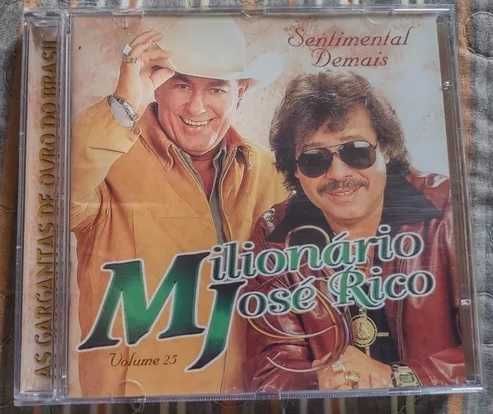 AS GARGANTAS DE OURO DO BRASIL
Sentimental
Demais
Milionário
José Rico
Volume 25